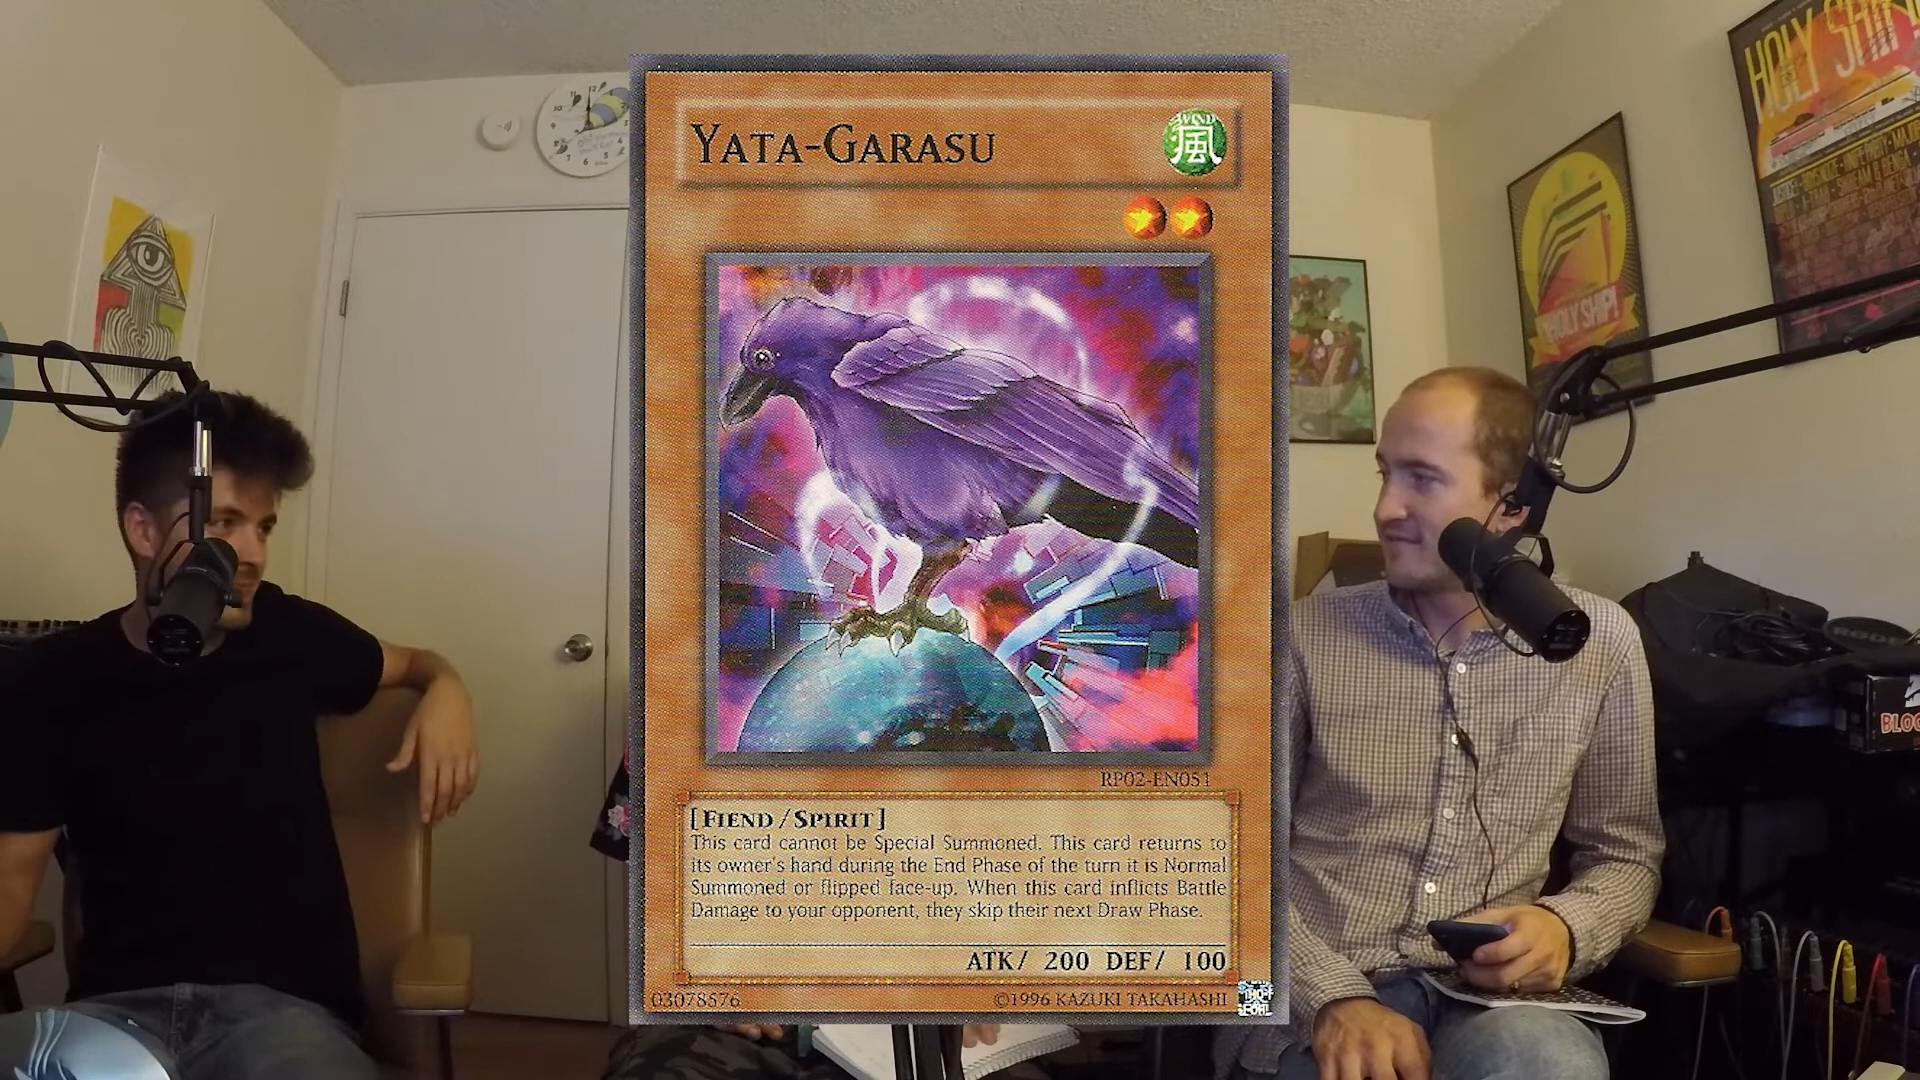 YATA-GARASU
WIND
風
RP02-EN051
[FIEND/SPIRIT]
This card cannot be Special Summoned. This card returns to
its owner's hand during the End Phase of the turn it is Normal
Summoned or flipped face-up. When this card inflicts Battle
Damage to your opponent, they skip their next Draw Phase.
ATK/ 200 DEF/ 100
03078576
©1996 KAZUKI TAKAHASHI
HOLY SHIP!
HOLY SHIP!
RODE